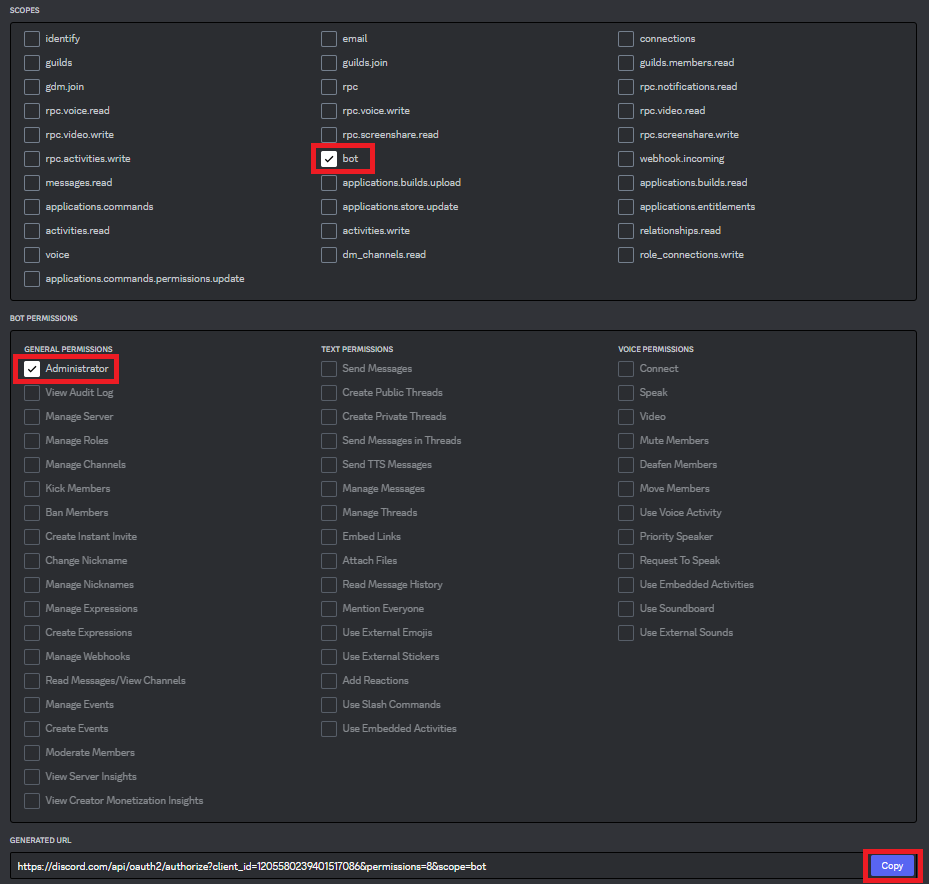 SCOPES
identify email connections
guilds guilds.join guilds.members.read
gdm.join rpc rpc.notifications.read
rpc.voice.read rpc.voice.write rpc.video.read
rpc.video.write rpc.screenshare.read rpc.screenshare.write
rpc.activities.write bot webhook.incoming
messages.read applications.builds.upload applications.builds.read
applications.commands applications.store.update applications.entitlements
activities.read activities.write relationships.read
voice dm_channels.read role_connections.write
applications.commands.permissions.update
BOT PERMISSIONS
GENERAL PERMISSIONS
Administrator
View Audit Log
Manage Server
Manage Roles
Manage Channels
Kick Members
Ban Members
Create Instant Invite
Change Nickname
Manage Nicknames
Manage Expressions
Create Expressions
Manage Webhooks
Read Messages/View Channels
Manage Events
Create Events
Moderate Members
View Server Insights
View Creator Monetization Insights
TEXT PERMISSIONS
Send Messages
Create Public Threads
Create Private Threads
Send Messages in Threads
Send TTS Messages
Manage Messages
Manage Threads
Embed Links
Attach Files
Read Message History
Mention Everyone
Use External Emojis
Use External Stickers
Add Reactions
Use Slash Commands
Use Embedded Activities
VOICE PERMISSIONS
Connect
Speak
Video
Mute Members
Deafen Members
Move Members
Use Voice Activity
Priority Speaker
Request To Speak
Use Embedded Activities
Use Soundboard
Use External Sounds
GENERATED URL
https://discord.com/api/oauth2/authorize?client_id=1205580239401517086&permissions=8&scope=bot
Copy